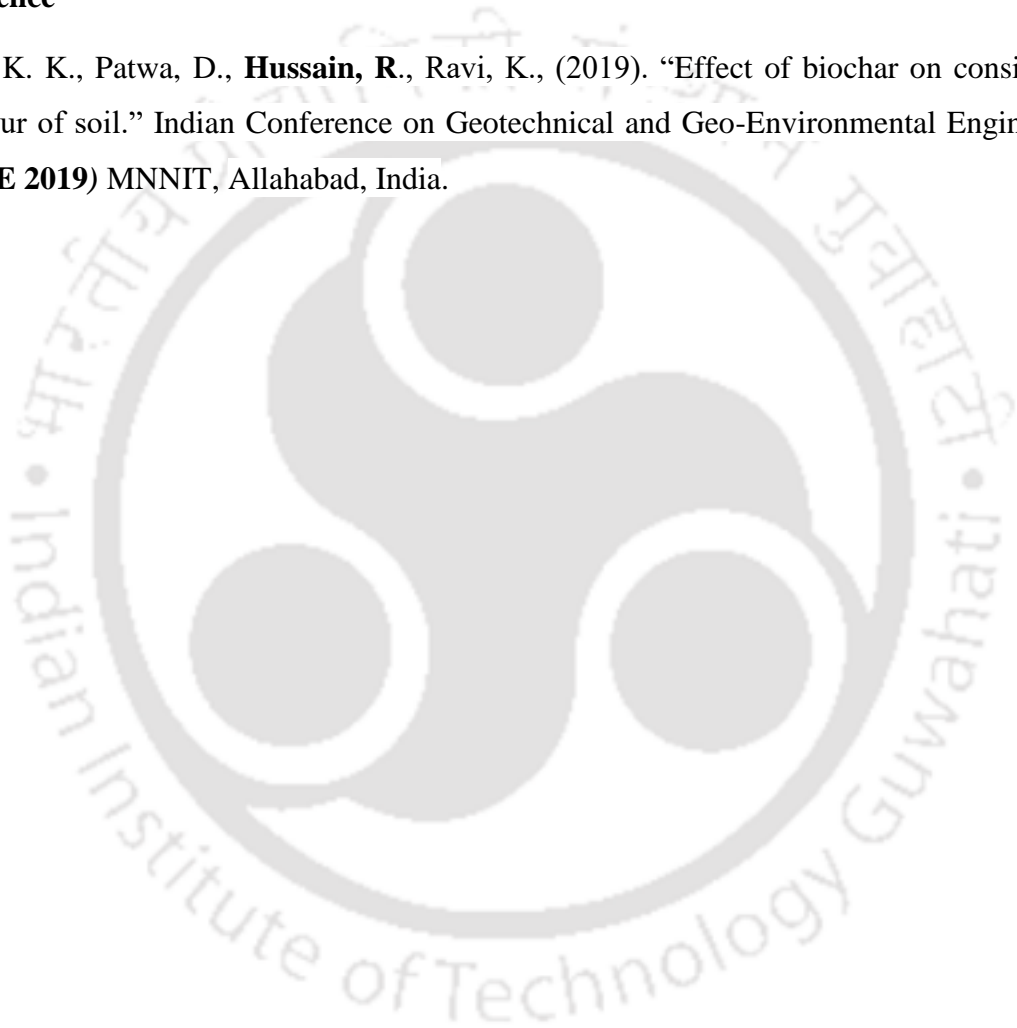 ence
K. K., Patwa, D., Hussain, R., Ravi, K., (2019). “Effect of biochar on consi
ur of soil.” Indian Conference on Geotechnical and Geo-Environmental Engin
E 2019) MNNIT, Allahabad, India.
भारतीय गुवाहाटी
Indian Institute of Technology Guwahati